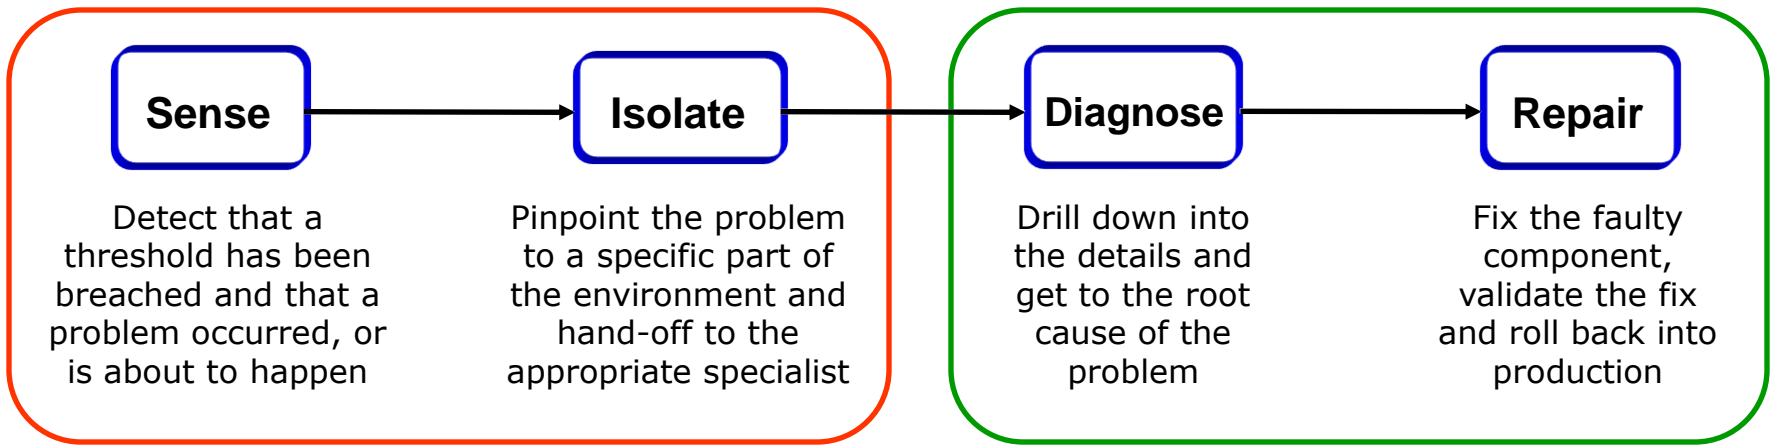 Sense
Isolate
Diagnose
Repair
Detect that a
threshold has been
breached and that a
problem occurred, or
is about to happen
Pinpoint the problem
to a specific part of
the environment and
hand-off to the
appropriate specialist
Drill down into
the details and
get to the root
cause of the
problem
Fix the faulty
component,
validate the fix
and roll back into
production